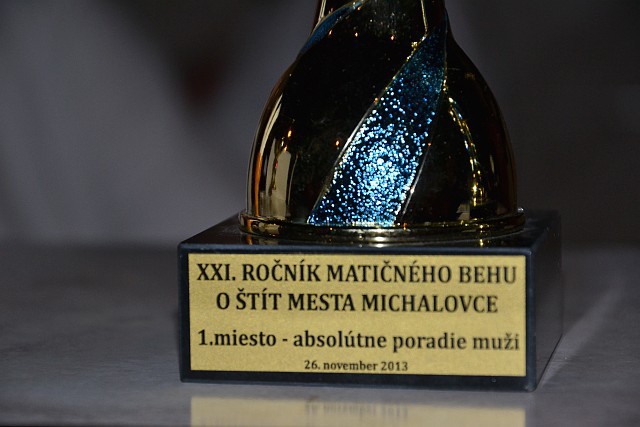 XXI. ROČNÍK MATIČNÉHO BEHU
O ŠTÍT MESTA MICHALOVCE
1.miesto - absolútne poradie muži
26. november 2013